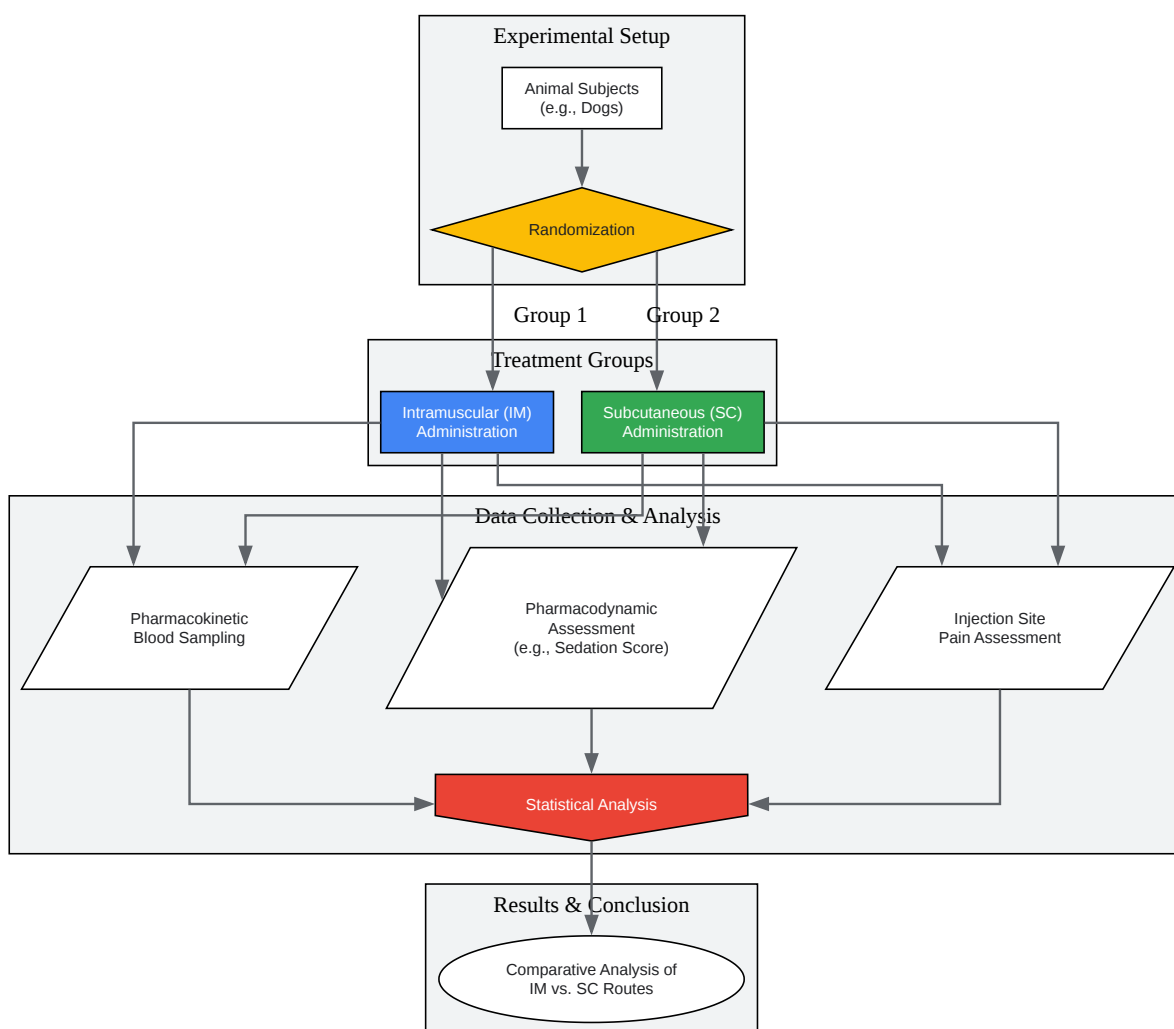 Experimental Setup
Animal Subjects
(e.g., Dogs)
Randomization
Group 1
Group 2
Treatment Groups
Intramuscular (IM)
Administration
Subcutaneous (SC)
Administration
Data Collection & Analysis
Pharmacokinetic
Blood Sampling
Pharmacodynamic
Assessment
(e.g., Sedation Score)
Injection Site
Pain Assessment
Statistical Analysis
Results & Conclusion
Comparative Analysis of
IM vs. SC Routes